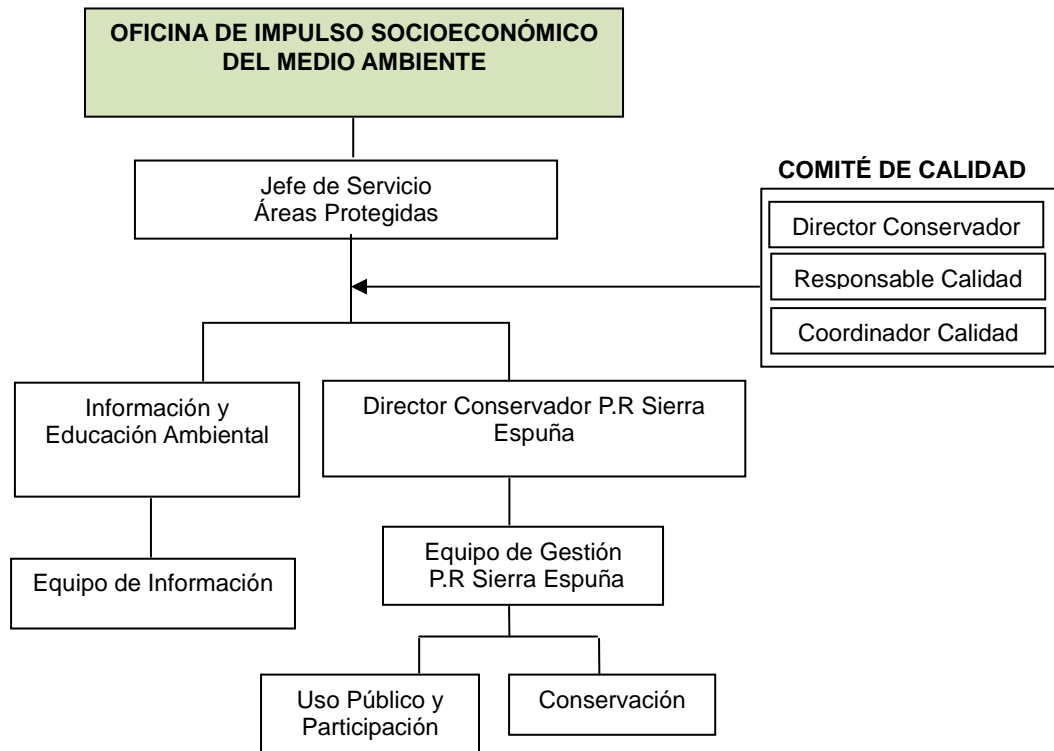 OFICINA DE IMPULSO SOCIOECONÓMICO
DEL MEDIO AMBIENTE
Jefe de Servicio
Áreas Protegidas
COMITÉ DE CALIDAD
Director Conservador
Responsable Calidad
Coordinador Calidad
Información y
Educación Ambiental
Director Conservador P.R Sierra
Espuña
Equipo de Información
Equipo de Gestión
P.R Sierra Espuña
Uso Público y
Participación
Conservación